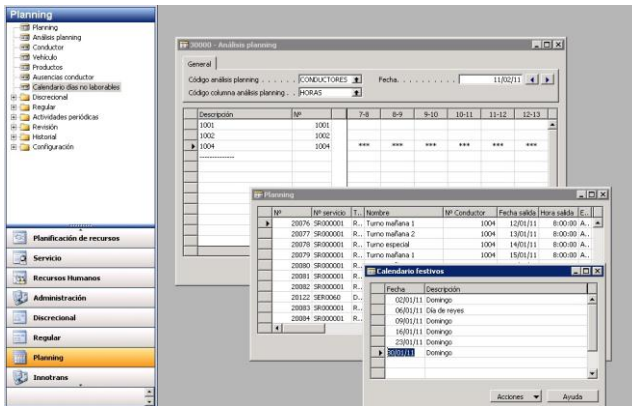 Planning
Planning
Análisis planning
Conductor
Vehículo
Productos
Ausencias conductor
Calendario días no laborables
Discrecional
Regular
Actividades periódicas
Revisión
Historial
Configuración
Planificación de recursos
Servicio
Recursos Humanos
Administración
Discrecional
Regular
Planning
Innotrans
30000 - Análisis planning
General
Código análisis planning . . . . . . CONDUCTORES Fecha. . . . . . . . . . 11/02/11
Código columna análisis planning . . HORAS
Descripción Nº 7-8 8-9 9-10 10-11 11-12 12-13
1001 1001
1002 1002
1004 1004 *** *** *** *** *** ***
--------------
Planning
Nº Nº servicio T.. Nombre Nº Conductor Fecha salida Hora salida E..
20076 SR000001 R.. Turno mañana 1 1004 12/01/11 8:00:00 A..
20077 SR000001 R.. Turno mañana 2 1004 13/01/11 8:00:00 A..
20078 SR000001 R.. Turno especial 1004 14/01/11 8:00:00 A..
20079 SR000001 R.. Turno mañana 1 1004 15/01/11 8:00:00 A..
20080 SR000001 R..
20081 SR000001 R..
20082 SR000001 R..
20122 SER0060 D..
20083 SR000001 R..
20084 SR000001 R..
Calendario festivos
Fecha Descripción
02/01/11 Domingo
06/01/11 Día de reyes
09/01/11 Domingo
16/01/11 Domingo
23/01/11 Domingo
30/01/11 Domingo
Acciones Ayuda